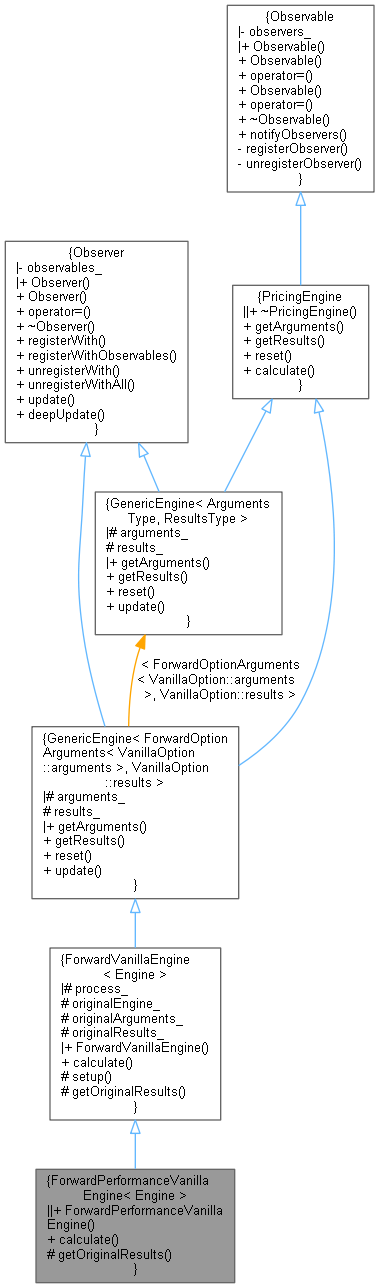 {Observable
|- observers_
|+ Observable()
+ Observable()
+ operator=()
+ Observable()
+ operator=()
+ ~Observable()
+ notifyObservers()
- registerObserver()
- unregisterObserver()
}
{Observer
|- observables_
|+ Observer()
+ Observer()
+ operator=()
+ ~Observer()
+ registerWith()
+ registerWithObservables()
+ unregisterWith()
+ unregisterWithAll()
+ update()
+ deepUpdate()
}
{PricingEngine
||+ ~PricingEngine()
+ getArguments()
+ getResults()
+ reset()
+ calculate()
}
{GenericEngine< Arguments
Type, ResultsType >
|# arguments_
# results_
|+ getArguments()
+ getResults()
+ reset()
+ update()
}
< ForwardOptionArguments
< VanillaOption::arguments
>, VanillaOption::results >
{GenericEngine< ForwardOption
Arguments< VanillaOption
::arguments >, VanillaOption
::results >
|# arguments_
# results_
|+ getArguments()
+ getResults()
+ reset()
+ update()
}
{ForwardVanillaEngine
< Engine >
|# process_
# originalEngine_
# originalArguments_
# originalResults_
|+ ForwardVanillaEngine()
+ calculate()
# setup()
# getOriginalResults()
}
{ForwardPerformanceVanilla
Engine< Engine >
||+ ForwardPerformanceVanilla
Engine()
+ calculate()
# getOriginalResults()
}